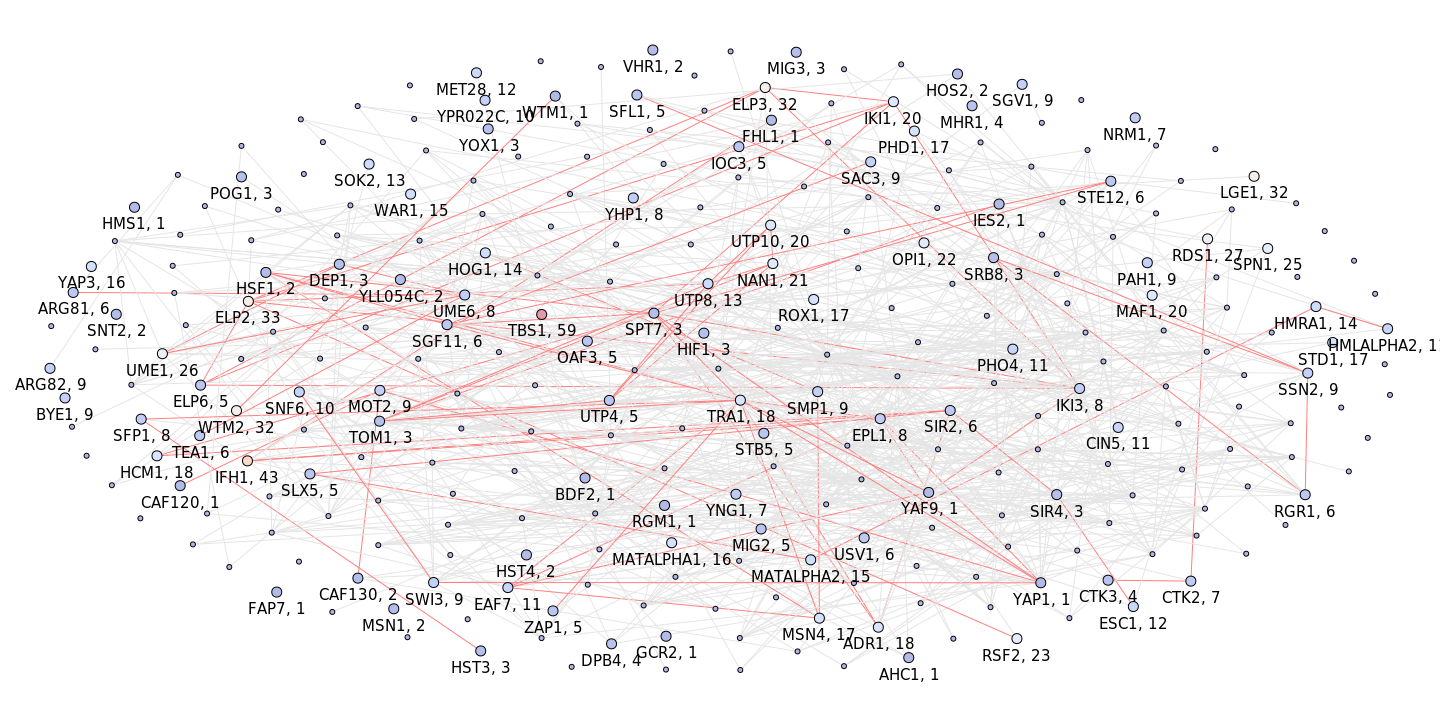 VHR1, 2
MIG3, 3
MET28, 12
HOS2, 2
SGV1, 9
ELP3, 32
YPR022C, 10
WTM1, 1
SFL1, 5
IKI1, 20
MHR1, 4
FHL1, 1
NRM1, 7
YOX1, 3
PHD1, 17
IOC3, 5
SOK2, 13
SAC3, 9
POG1, 3
LGE1, 32
STE12, 6
WAR1, 15
YHP1, 8
IES2, 1
HMS1, 1
UTP10, 20
RDS1, 27
OPI1, 22
SPN1, 25
HOG1, 14
SRB8, 3
YAP3, 16
DEP1, 3
NAN1, 21
PAH1, 9
HSF1, 2
YLL054C, 2
UTP8, 13
ARG81, 6
UME6, 8
MAF1, 20
ELP2, 33
ROX1, 17
HMRA1, 14
SNT2, 2
TBS1, 59
SPT7, 3
SGF11, 6
HIF1, 3
HMLALPHA2, 1
OAF3, 5
STD1, 17
PHO4, 11
UME1, 26
ARG82, 9
SSN2, 9
ELP6, 5
SNF6, 10
MOT2, 9
SMP1, 9
IKI3, 8
BYE1, 9
UTP4, 5
TRA1, 18
WTM2, 32
SIR2, 6
SFP1, 8
TOM1, 3
EPL1, 8
CIN5, 11
TEA1, 6
STB5, 5
HCM1, 18
IFH1, 43
SLX5, 5
BDF2, 1
CAF120, 1
YNG1, 7
YAF9, 1
SIR4, 3
RGR1, 6
RGM1, 1
MIG2, 5
USV1, 6
MATALPHA1, 16
HST4, 2
MATALPHA2, 15
CAF130, 2
SWI3, 9
EAF7, 11
YAP1, 1
CTK3, 4
CTK2, 7
FAP7, 1
MSN1, 2
ZAP1, 5
ESC1, 12
MSN4, 17
ADR1, 18
GCR2, 1
DPB4, 4
RSF2, 23
HST3, 3
AHC1, 1